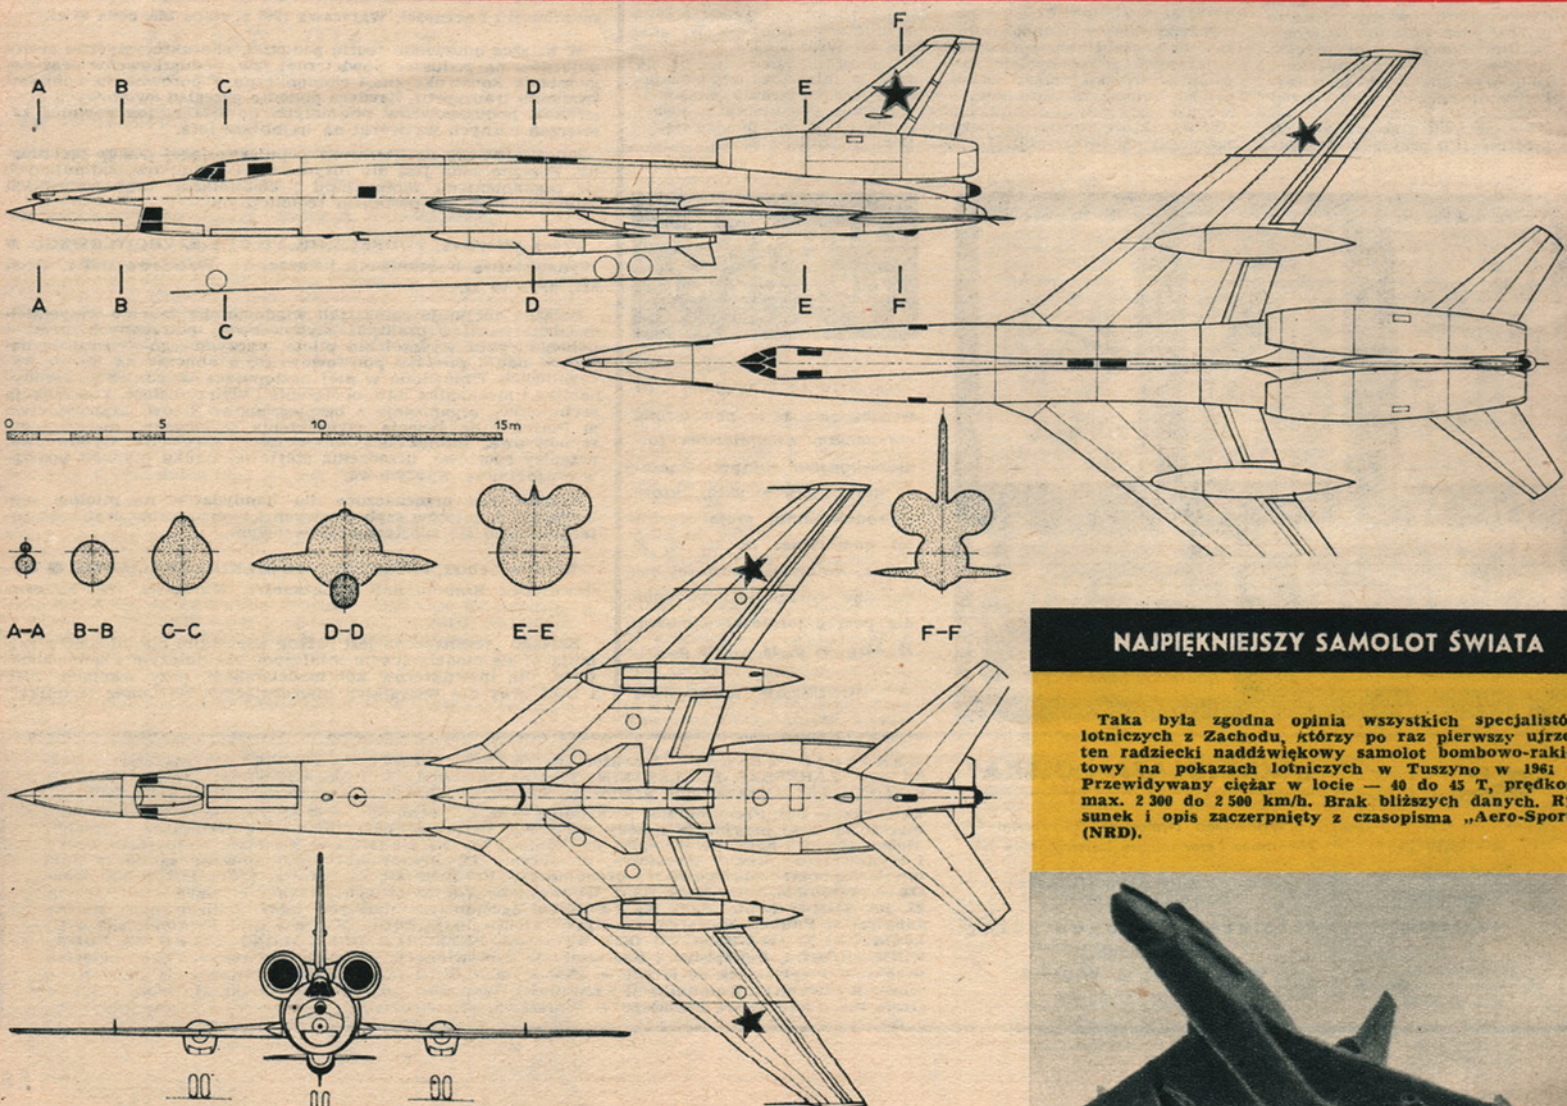 F
A B C D E
A B C D E F
0 5 10 15m
A-A B-B C-C D-D E-E F-F
NAJPIĘKNIEJSZY SAMOLOT ŚWIATA
Taka była zgodna opinia wszystkich specjalistó
lotniczych z Zachodu, którzy po raz pierwszy ujrze
ten radziecki naddźwiękowy samolot bombowo-raki
towy na pokazach lotniczych w Tuszyno w 1961
Przewidywany ciężar w locie — 40 do 45 T, prędko
max. 2 300 do 2 500 km/h. Brak bliższych danych. R
sunek i opis zaczerpnięty z czasopisma „Aero-Spor
(NRD).